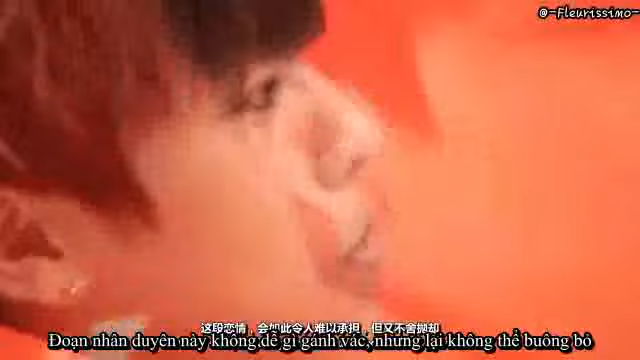 @-Fleurissimo-
这段恋情，会如此令人难以承担，但又不舍抛却
Đoạn nhân duyên này không dễ gì gánh vác, nhưng lại không thể buông bỏ